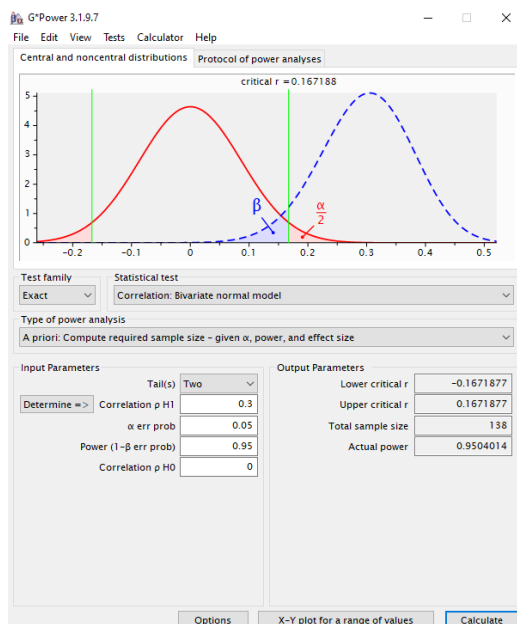 G*Power 3.1.9.7
File Edit View Tests Calculator Help
Central and noncentral distributions Protocol of power analyses
critical r = 0.167188
5
4
3
2
1
0
β
α
2
-0.2 -0.1 0 0.1 0.2 0.3 0.4 0.5
Test family Statistical test
Exact Correlation: Bivariate normal model
Type of power analysis
A priori: Compute required sample size - given α, power, and effect size
Input Parameters Output Parameters
Tail(s) Two Lower critical r -0.1671877
Determine => Correlation ρ H1 0.3 Upper critical r 0.1671877
α err prob 0.05 Total sample size 138
Power (1-β err prob) 0.95 Actual power 0.9504014
Correlation ρ H0 0
Options X-Y plot for a range of values Calculate